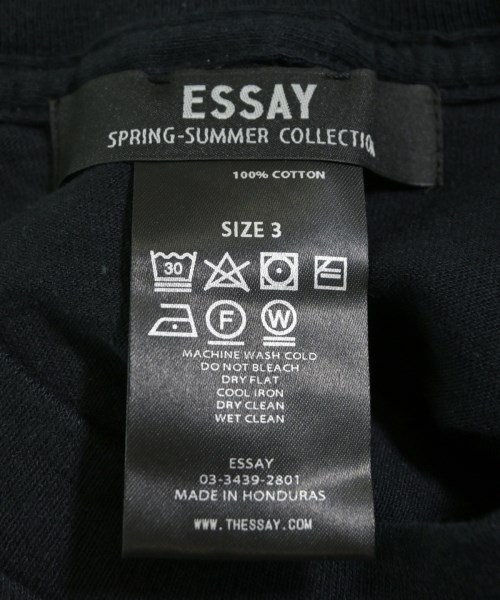 ESSAY
SPRING-SUMMER COLLECTION
100% COTTON
SIZE 3
30
F W
MACHINE WASH COLD
DO NOT BLEACH
DRY FLAT
COOL IRON
DRY CLEAN
WET CLEAN
ESSAY
03-3439-2801
MADE IN HONDURAS
WWW.THESSAY.COM